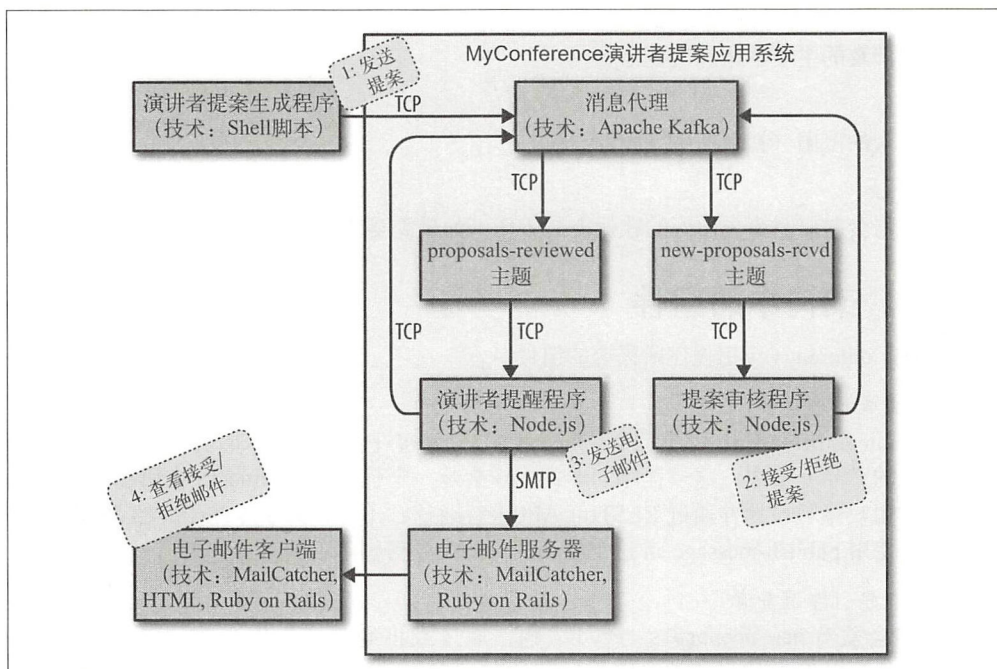 MyConference演讲者提案应用系统
1: 发送
提案
演讲者提案生成程序
（技术：Shell脚本）
TCP
消息代理
（技术：Apache Kafka）
TCP
TCP
proposals-reviewed
主题
new-proposals-rcvd
主题
TCP
TCP
TCP
演讲者提醒程序
（技术：Node.js）
提案审核程序
（技术：Node.js）
3: 发送电
子邮件
2: 接受/拒绝
提案
SMTP
4: 查看接受/
拒绝邮件
电子邮件客户端
（技术：MailCatcher,
HTML, Ruby on Rails）
电子邮件服务器
（技术：MailCatcher,
Ruby on Rails）